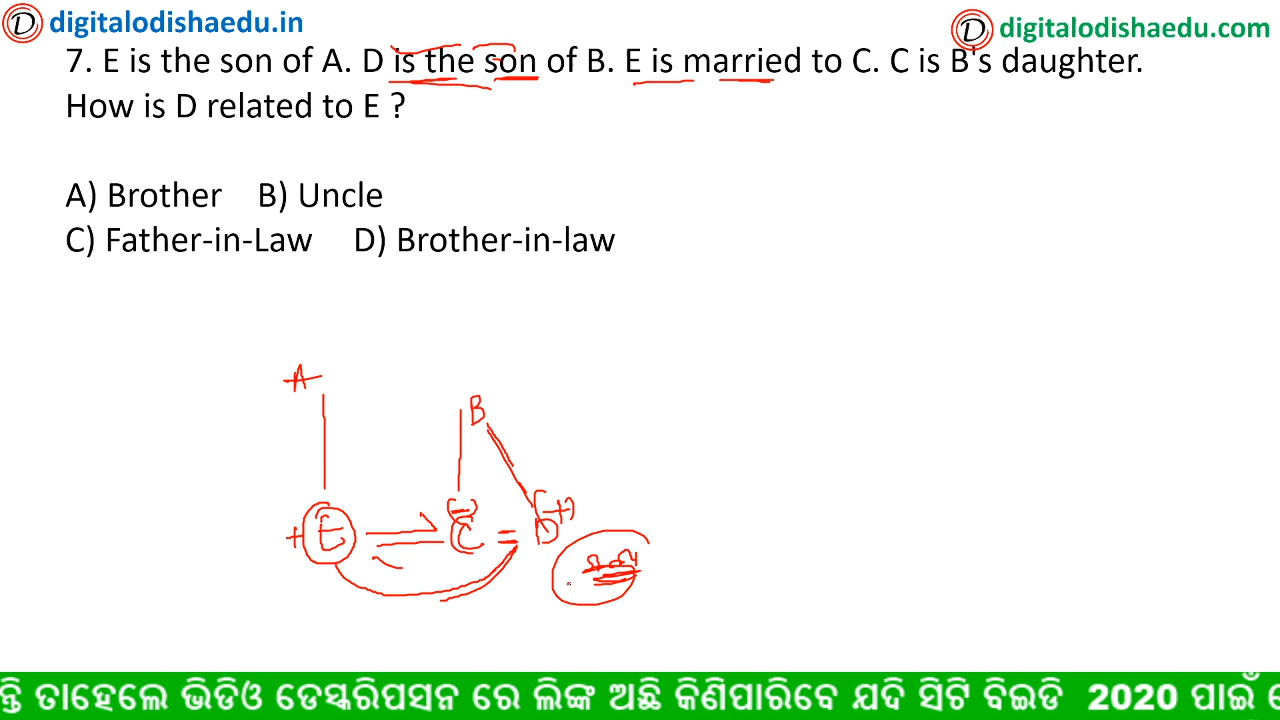 digitalodishaedu.in
digitalodishaedu.com
7. E is the son of A. D is the son of B. E is married to C. C is B's daughter.
How is D related to E ?
A) Brother B) Uncle
C) Father-in-Law D) Brother-in-law
A
B
+ E (-) C = D (+)
ନ୍ତି ତାହେଲେ ଭିଡିଓ ଡେସ୍କରିପସନ ରେ ଲିଙ୍କ ଅଛି କିଣିପାରିବେ ଯଦି ସିଟି ବିଇଡି 2020 ପାଇଁ